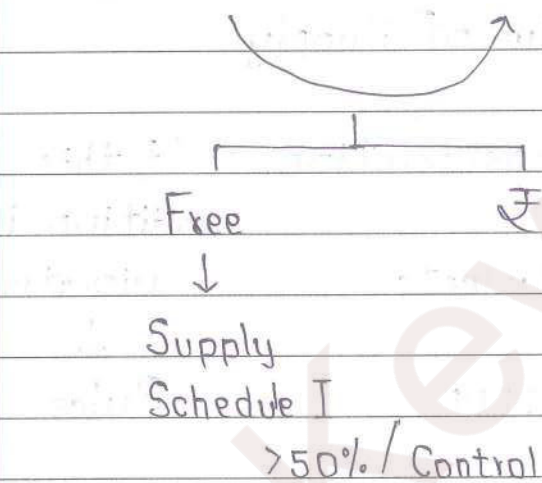 Free ₹
Supply
Schedule I
>50% / Control